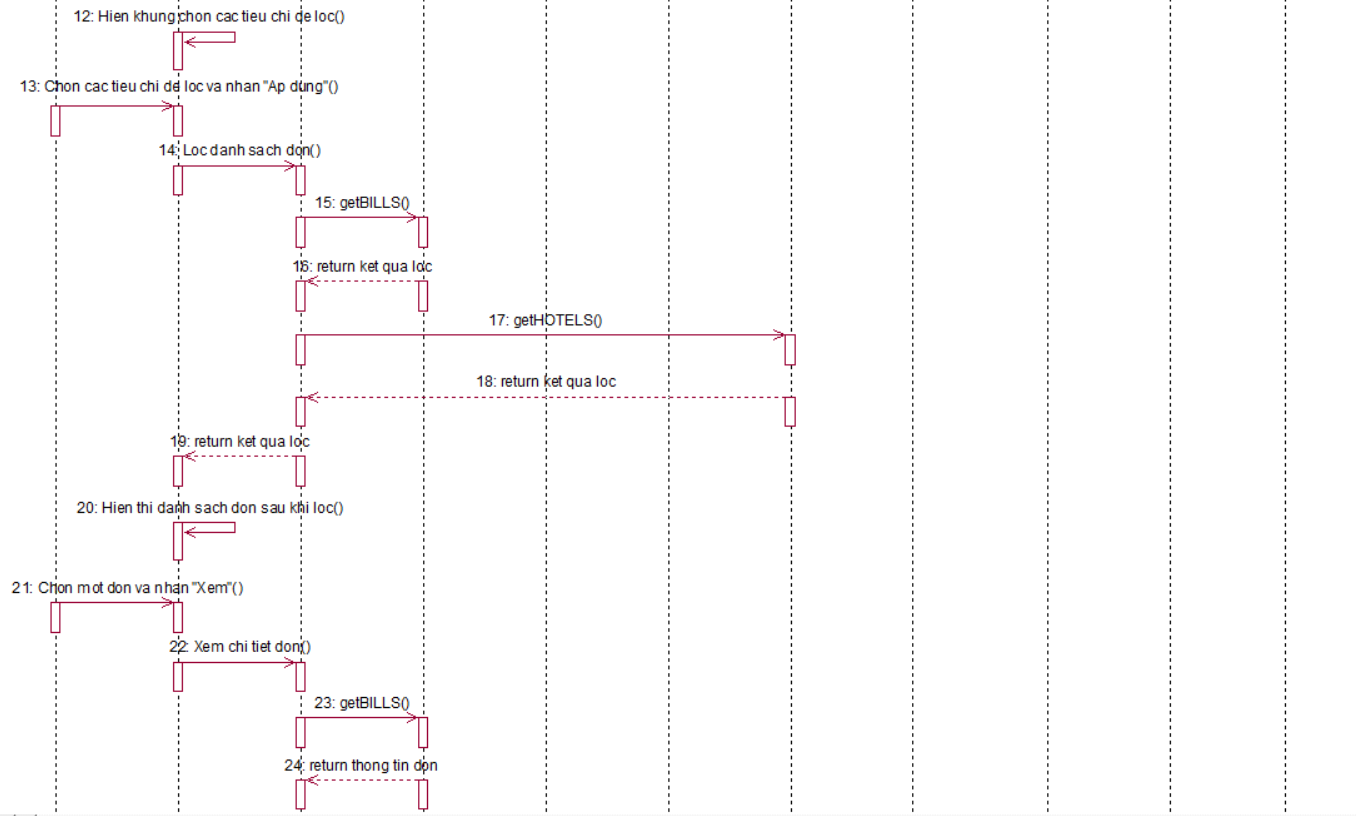 12: Hien khung chon cac tieu chi de loc()
13: Chon cac tieu chi de loc va nhan "Ap dung"()
14: Loc danh sach don()
15: getBILLS()
16: return ket qua loc
17: getHOTELS()
18: return ket qua loc
19: return ket qua loc
20: Hien thi danh sach don sau khi loc()
21: Chon mot don va nhan "Xem"()
22: Xem chi tiet don()
23: getBILLS()
24: return thong tin don